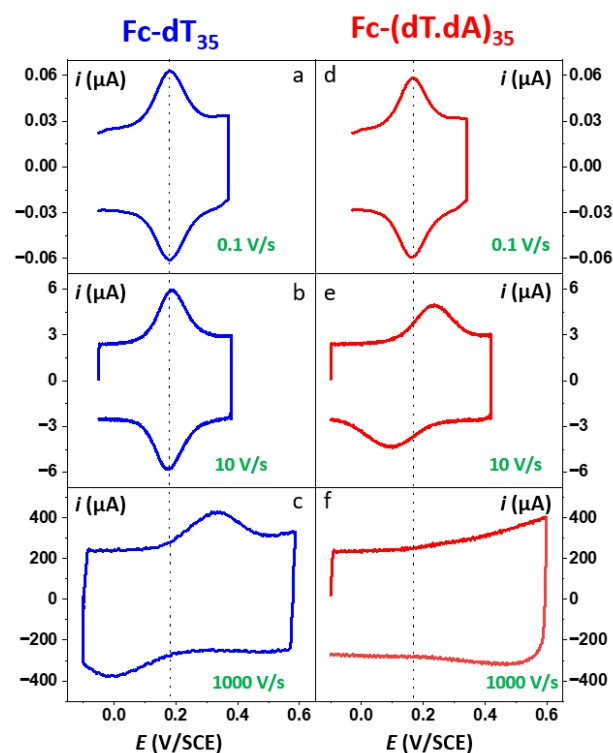 Fc-dT₃₅ Fc-(dT.dA)₃₅
0.06 i (µA) a d i (µA) 0.06
0.03 0.03
0.00 0.00
−0.03 −0.03
−0.06 0.1 V/s 0.1 V/s −0.06
6 i (µA) b e i (µA) 6
3 3
0 0
−3 −3
−6 10 V/s 10 V/s −6
i (µA) c f i (µA)
400 400
200 200
0 0
−200 −200
−400 1000 V/s 1000 V/s −400
0.0 0.2 0.4 0.6 0.0 0.2 0.4 0.6
E (V/SCE) E (V/SCE)